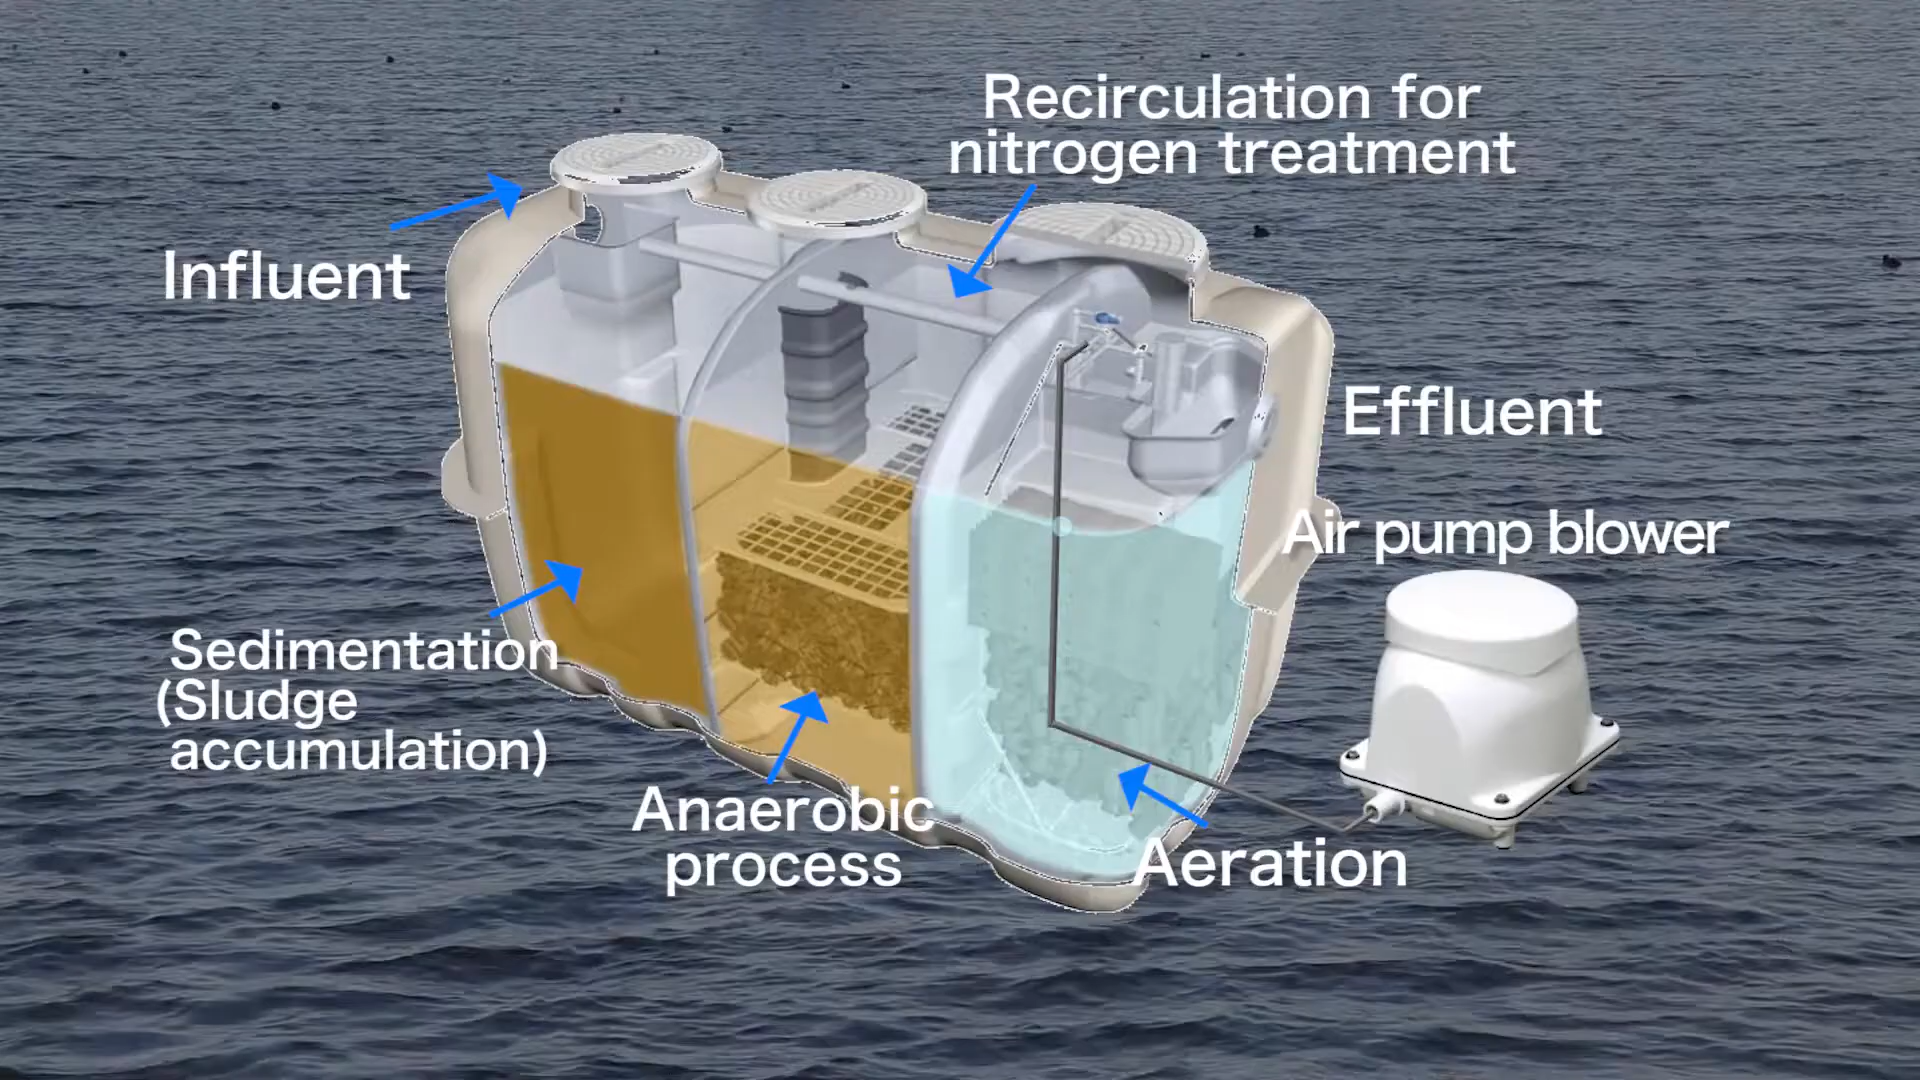 Recirculation for
nitrogen treatment
Influent
Effluent
Air pump blower
Sedimentation
(Sludge
accumulation)
Anaerobic
process
Aeration